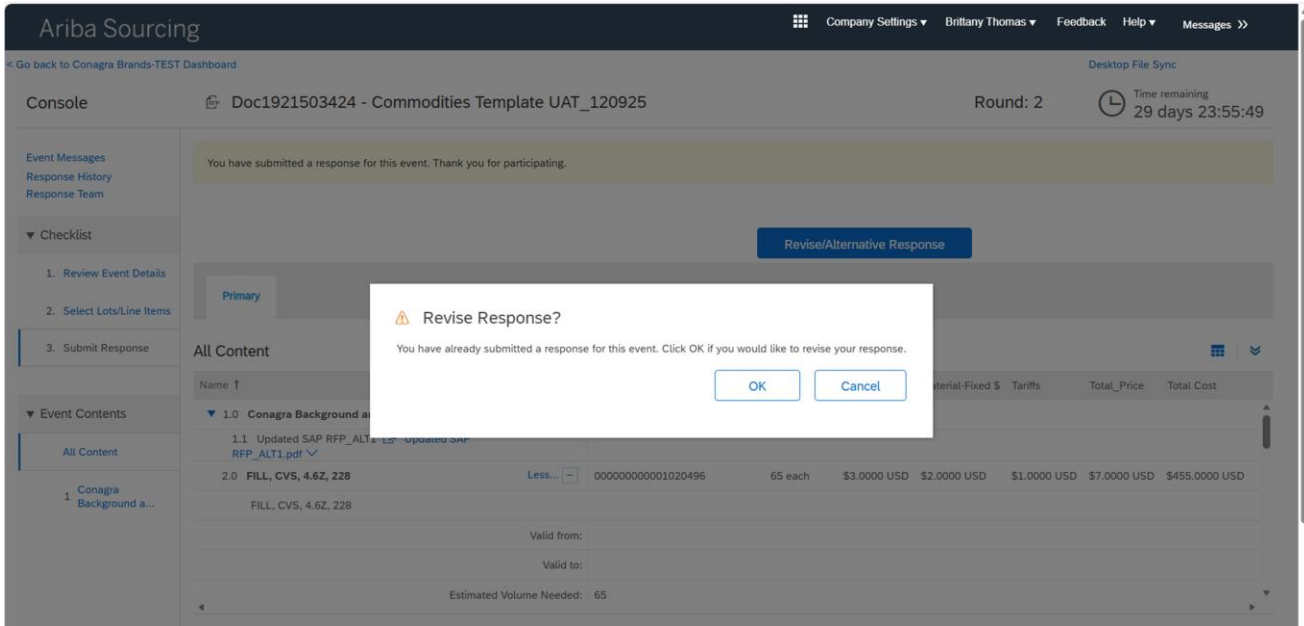 Ariba Sourcing
Company Settings ▾ Brittany Thomas ▾ Feedback Help ▾ Messages »
< Go back to Conagra Brands-TEST Dashboard
Desktop File Sync
Console
Doc1921503424 - Commodities Template UAT_120925
Round: 2
Time remaining
29 days 23:55:49
Event Messages
Response History
Response Team
You have submitted a response for this event. Thank you for participating.
▼ Checklist
1. Review Event Details
2. Select Lots/Line Items
3. Submit Response
Revise/Alternative Response
Primary
Revise Response?
You have already submitted a response for this event. Click OK if you would like to revise your response.
OK Cancel
All Content
Name ↑ aterial-Fixed $ Tariffs Total_Price Total Cost
▼ Event Contents
All Content
1 Conagra
Background a...
▼ 1.0 Conagra Background a
1.1 Updated SAP RFP_ALT1 Updated SAP
RFP_ALT1.pdf
2.0 FILL, CVS, 4.6Z, 228 Less... − 000000000001020496 65 each $3.0000 USD $2.0000 USD $1.0000 USD $7.0000 USD $455.0000 USD
FILL, CVS, 4.6Z, 228
Valid from:
Valid to:
Estimated Volume Needed: 65